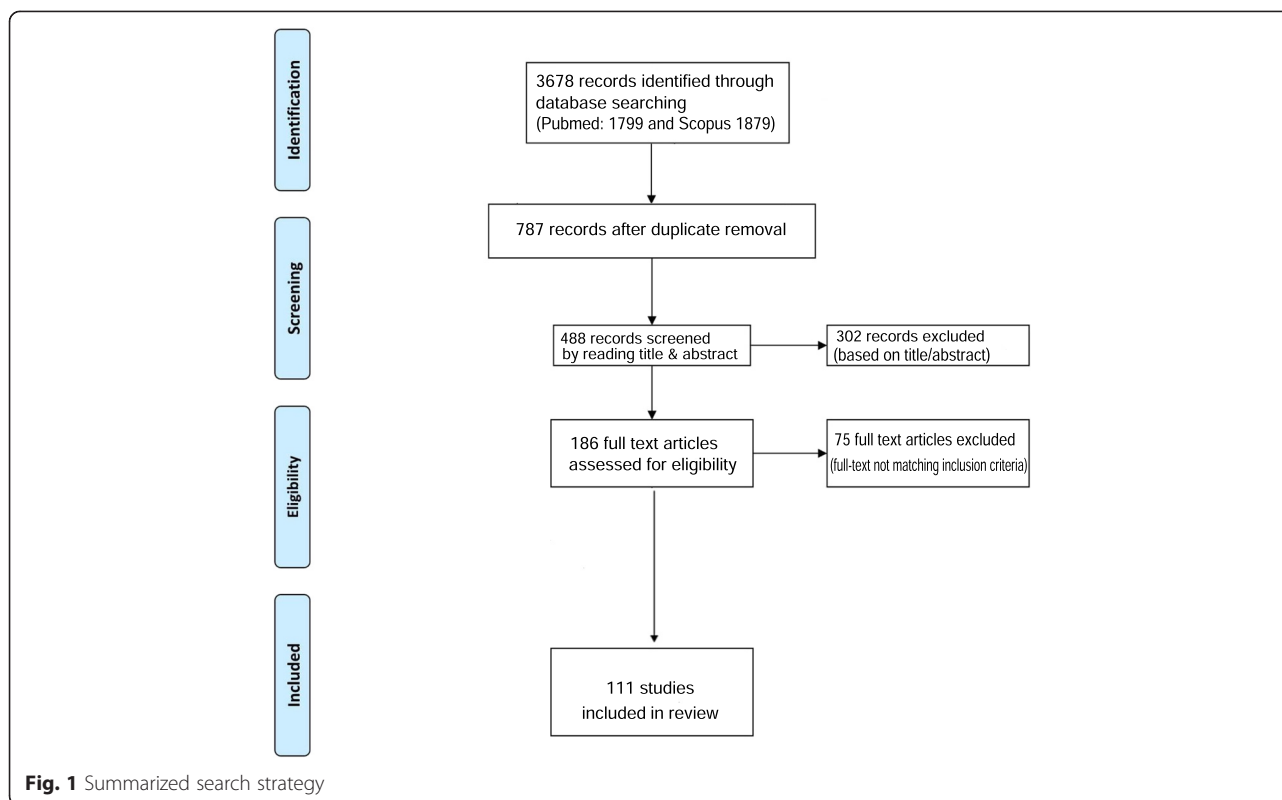 Identification
3678 records identified through
database searching
(Pubmed: 1799 and Scopus 1879)
787 records after duplicate removal
Screening
488 records screened
by reading title & abstract
302 records excluded
(based on title/abstract)
Eligibility
186 full text articles
assessed for eligibility
75 full text articles excluded
(full-text not matching inclusion criteria)
Included
111 studies
included in review
Fig. 1 Summarized search strategy